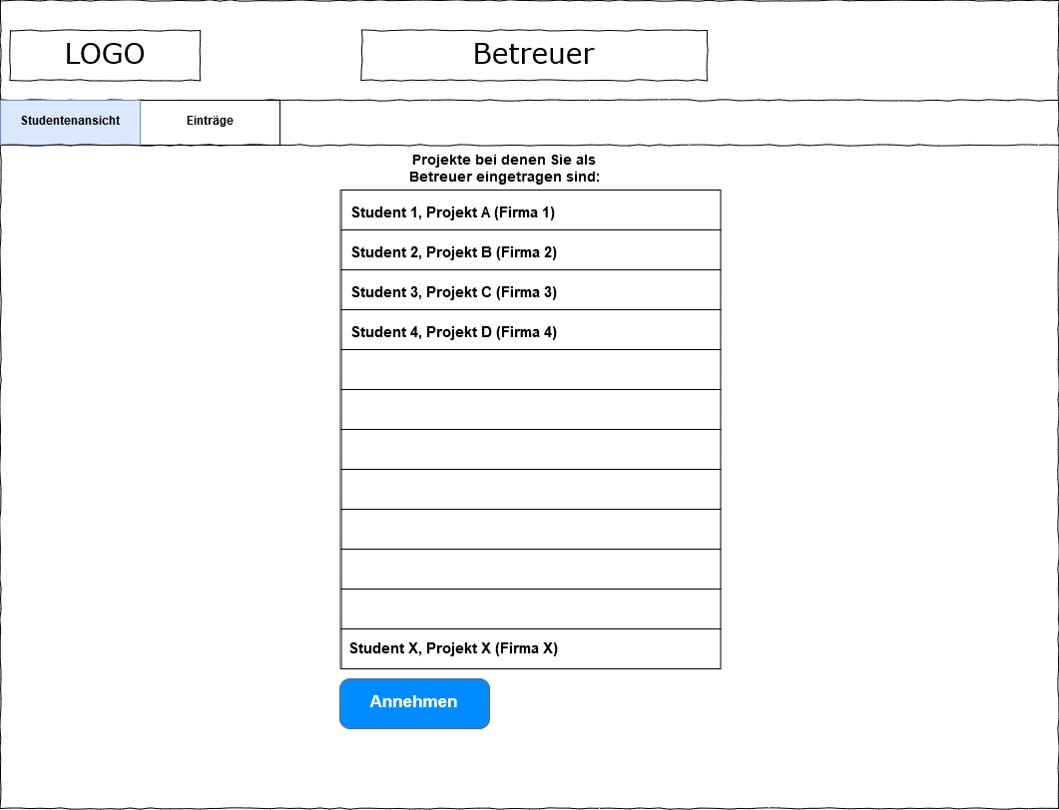 LOGO
Betreuer
Studentenansicht
Einträge
Projekte bei denen Sie als
Betreuer eingetragen sind:
Student 1, Projekt A (Firma 1)
Student 2, Projekt B (Firma 2)
Student 3, Projekt C (Firma 3)
Student 4, Projekt D (Firma 4)
Student X, Projekt X (Firma X)
Annehmen